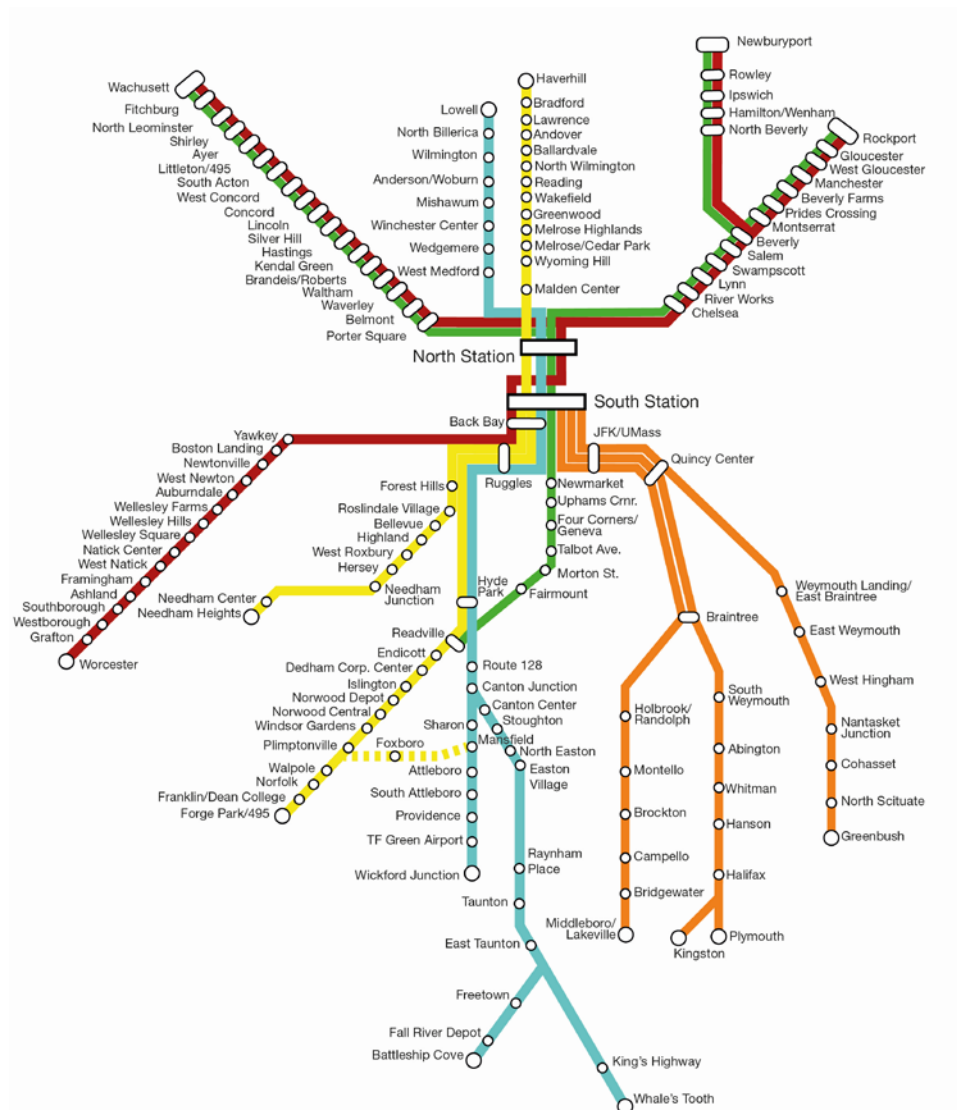 Wachusett
Fitchburg
North Leominster
Shirley
Ayer
Littleton/495
South Acton
West Concord
Concord
Lincoln
Silver Hill
Hastings
Kendal Green
Brandeis/Roberts
Waltham
Waverley
Belmont
Porter Square
Lowell
North Billerica
Wilmington
Anderson/Woburn
Mishawum
Winchester Center
Wedgemere
West Medford
Haverhill
Bradford
Lawrence
Andover
Ballardvale
North Wilmington
Reading
Wakefield
Greenwood
Melrose Highlands
Melrose/Cedar Park
Wyoming Hill
Malden Center
Newburyport
Rowley
Ipswich
Hamilton/Wenham
North Beverly
Rockport
Gloucester
West Gloucester
Manchester
Beverly Farms
Prides Crossing
Montserrat
Beverly
Salem
Swampscott
Lynn
River Works
Chelsea
North Station
South Station
Back Bay
Ruggles
JFK/UMass
Quincy Center
Yawkey
Boston Landing
Newtonville
West Newton
Auburndale
Wellesley Farms
Wellesley Hills
Wellesley Square
Natick Center
West Natick
Framingham
Ashland
Southborough
Westborough
Grafton
Worcester
Forest Hills
Roslindale Village
Bellevue
Highland
West Roxbury
Hersey
Needham
Junction
Needham Center
Needham Heights
Newmarket
Uphams Crnr.
Four Corners/
Geneva
Talbot Ave.
Morton St.
Fairmount
Hyde
Park
Readville
Endicott
Dedham Corp. Center
Islington
Norwood Depot
Norwood Central
Windsor Gardens
Plimptonville
Foxboro
Walpole
Norfolk
Franklin/Dean College
Forge Park/495
Route 128
Canton Junction
Canton Center
Stoughton
Sharon
Mansfield
North Easton
Easton
Village
Attleboro
South Attleboro
Providence
TF Green Airport
Wickford Junction
Raynham
Place
Taunton
East Taunton
Freetown
Fall River Depot
Battleship Cove
King's Highway
Whale's Tooth
Braintree
Holbrook/
Randolph
Montello
Brockton
Campello
Bridgewater
Middleboro/
Lakeville
South
Weymouth
Abington
Whitman
Hanson
Halifax
Kingston
Plymouth
Weymouth Landing/
East Braintree
East Weymouth
West Hingham
Nantasket
Junction
Cohasset
North Scituate
Greenbush